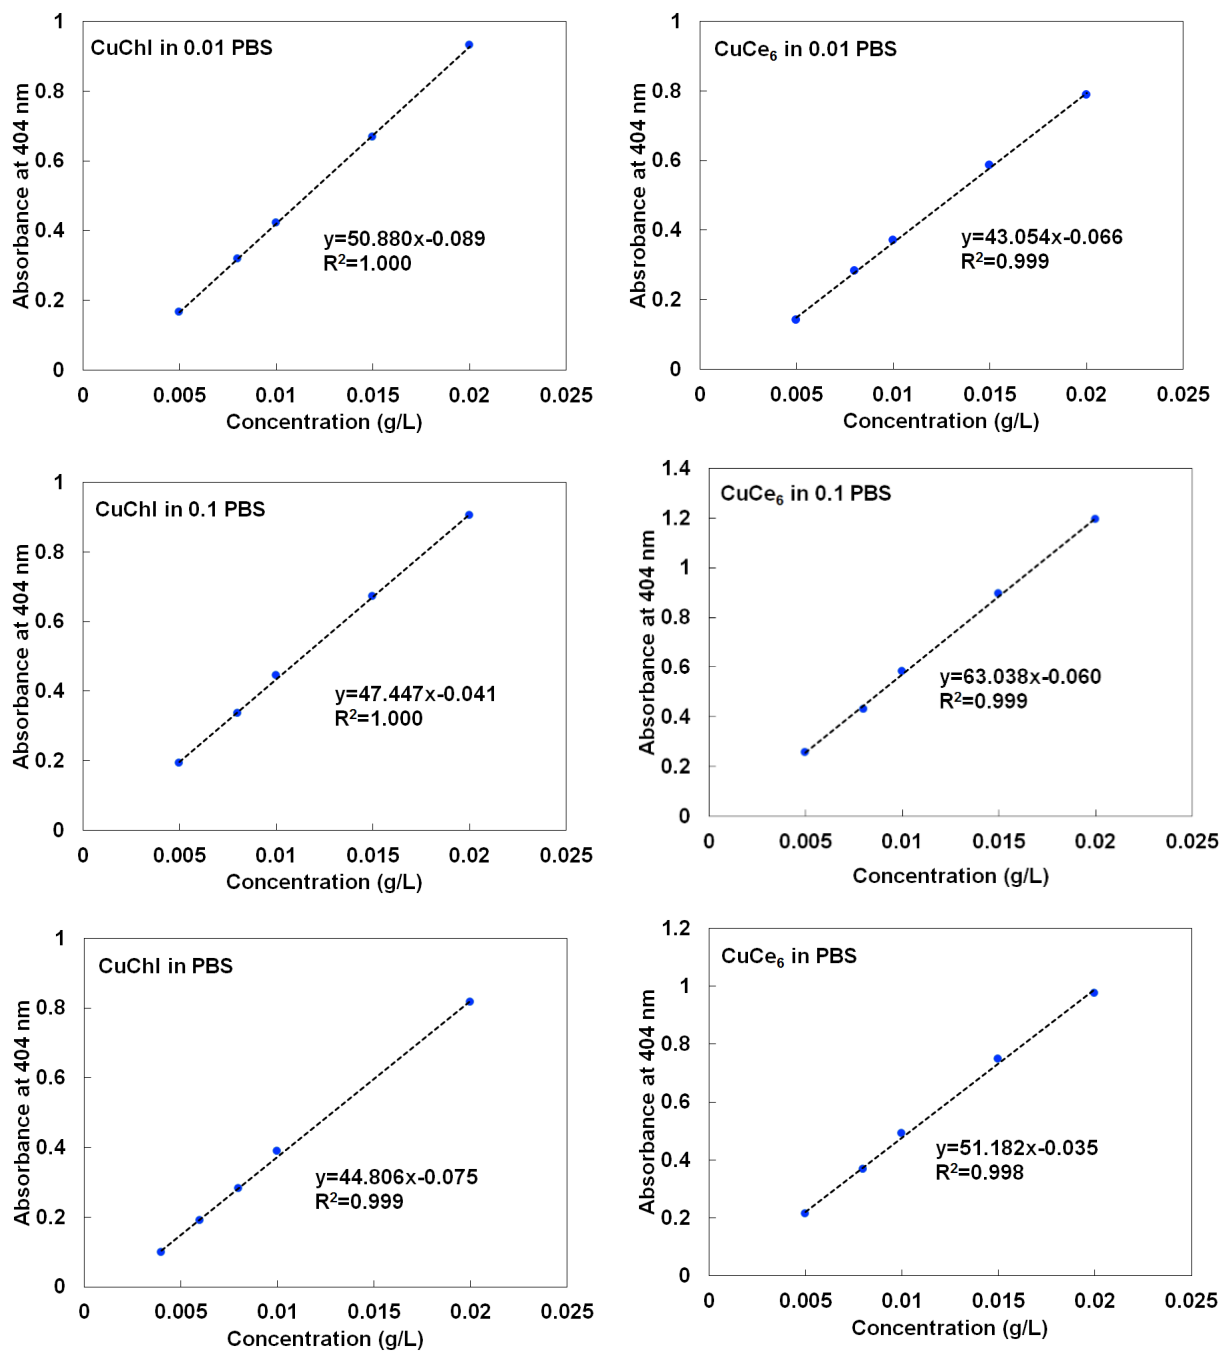 CuChl in 0.01 PBS
Absorbance at 404 nm
1
0.8
0.6
0.4
0.2
0
y=50.880x-0.089
R²=1.000
0 0.005 0.01 0.015 0.02 0.025
Concentration (g/L)
CuCe₆ in 0.01 PBS
Absrobance at 404 nm
1
0.8
0.6
0.4
0.2
0
y=43.054x-0.066
R²=0.999
0 0.005 0.01 0.015 0.02 0.025
Concentration (g/L)
CuChl in 0.1 PBS
Absorbance at 404 nm
1
0.8
0.6
0.4
0.2
0
y=47.447x-0.041
R²=1.000
0 0.005 0.01 0.015 0.02 0.025
Concentration (g/L)
CuCe₆ in 0.1 PBS
Absorbance at 404 nm
1.4
1.2
1
0.8
0.6
0.4
0.2
0
y=63.038x-0.060
R²=0.999
0 0.005 0.01 0.015 0.02 0.025
Concentration (g/L)
CuChl in PBS
Absorbance at 404 nm
1
0.8
0.6
0.4
0.2
0
y=44.806x-0.075
R²=0.999
0 0.005 0.01 0.015 0.02 0.025
Concentration (g/L)
CuCe₆ in PBS
Absorbance at 404 nm
1.2
1
0.8
0.6
0.4
0.2
0
y=51.182x-0.035
R²=0.998
0 0.005 0.01 0.015 0.02 0.025
Concentration (g/L)